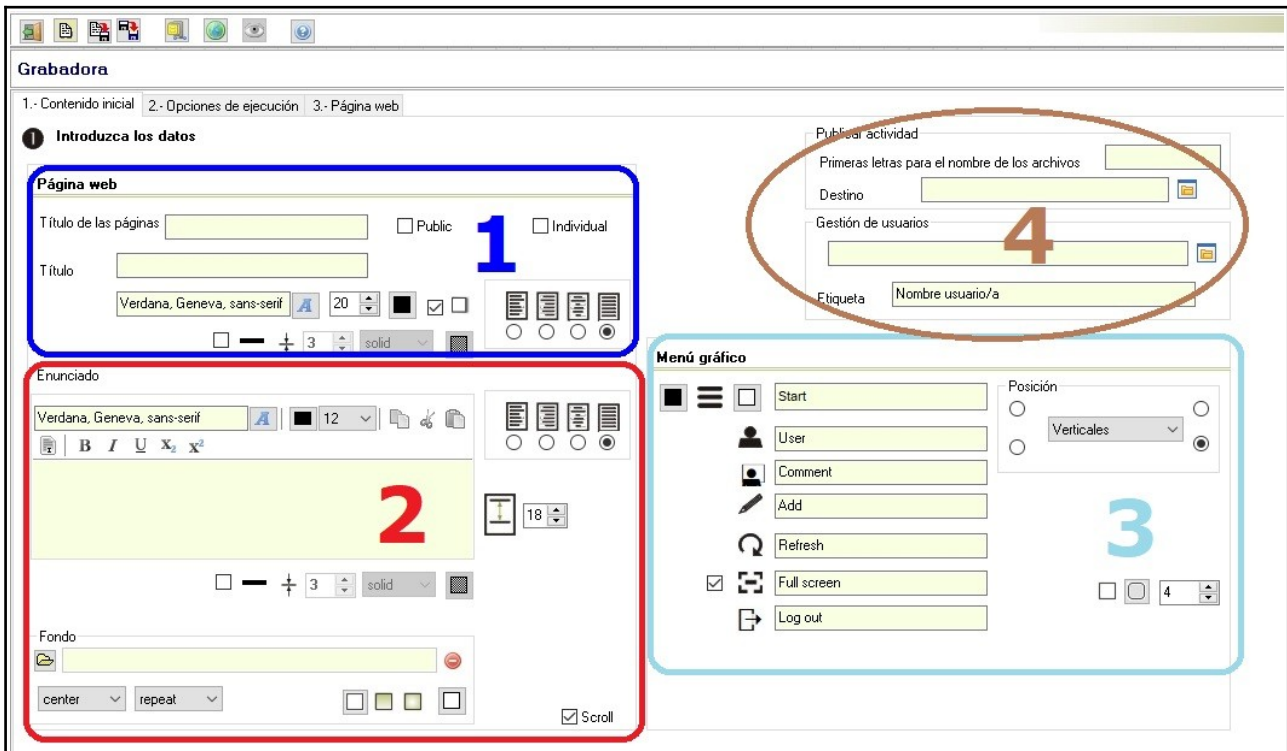 Grabadora
1.- Contenido inicial 2.- Opciones de ejecución 3.- Página web
1 Introduzca los datos
Página web
Título de las páginas Public Individual
1
Título
Verdana, Geneva, sans-serif A 20
3 solid
Enunciado
Verdana, Geneva, sans-serif A 12
B I U X₂ X²
2
18
3 solid
Fondo
center repeat
Scroll
Publicar actividad
Primeras letras para el nombre de los archivos
Destino
Gestión de usuarios
4
Etiqueta Nombre usuario/a
Menú gráfico
Start
User
Comment
Add
Refresh
Full screen
Log out
Posición
Verticales
3
4